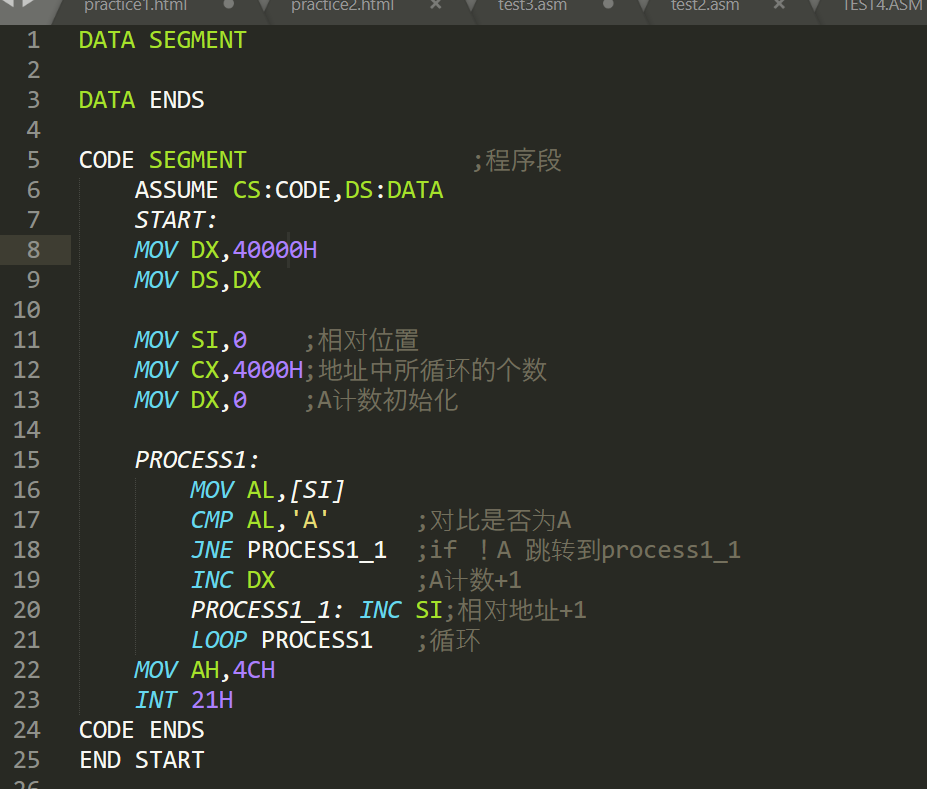 practice1.html practice2.html test3.asm test2.asm TEST4.ASM
1 DATA SEGMENT
2
3 DATA ENDS
4
5 CODE SEGMENT ;程序段
6 ASSUME CS:CODE,DS:DATA
7 START:
8 MOV DX,40000H
9 MOV DS,DX
10
11 MOV SI,0 ;相对位置
12 MOV CX,4000H;地址中所循环的个数
13 MOV DX,0 ;A计数初始化
14
15 PROCESS1:
16 MOV AL,[SI]
17 CMP AL,'A' ;对比是否为A
18 JNE PROCESS1_1 ;if ！A 跳转到process1_1
19 INC DX ;A计数+1
20 PROCESS1_1: INC SI;相对地址+1
21 LOOP PROCESS1 ;循环
22 MOV AH,4CH
23 INT 21H
24 CODE ENDS
25 END START
26